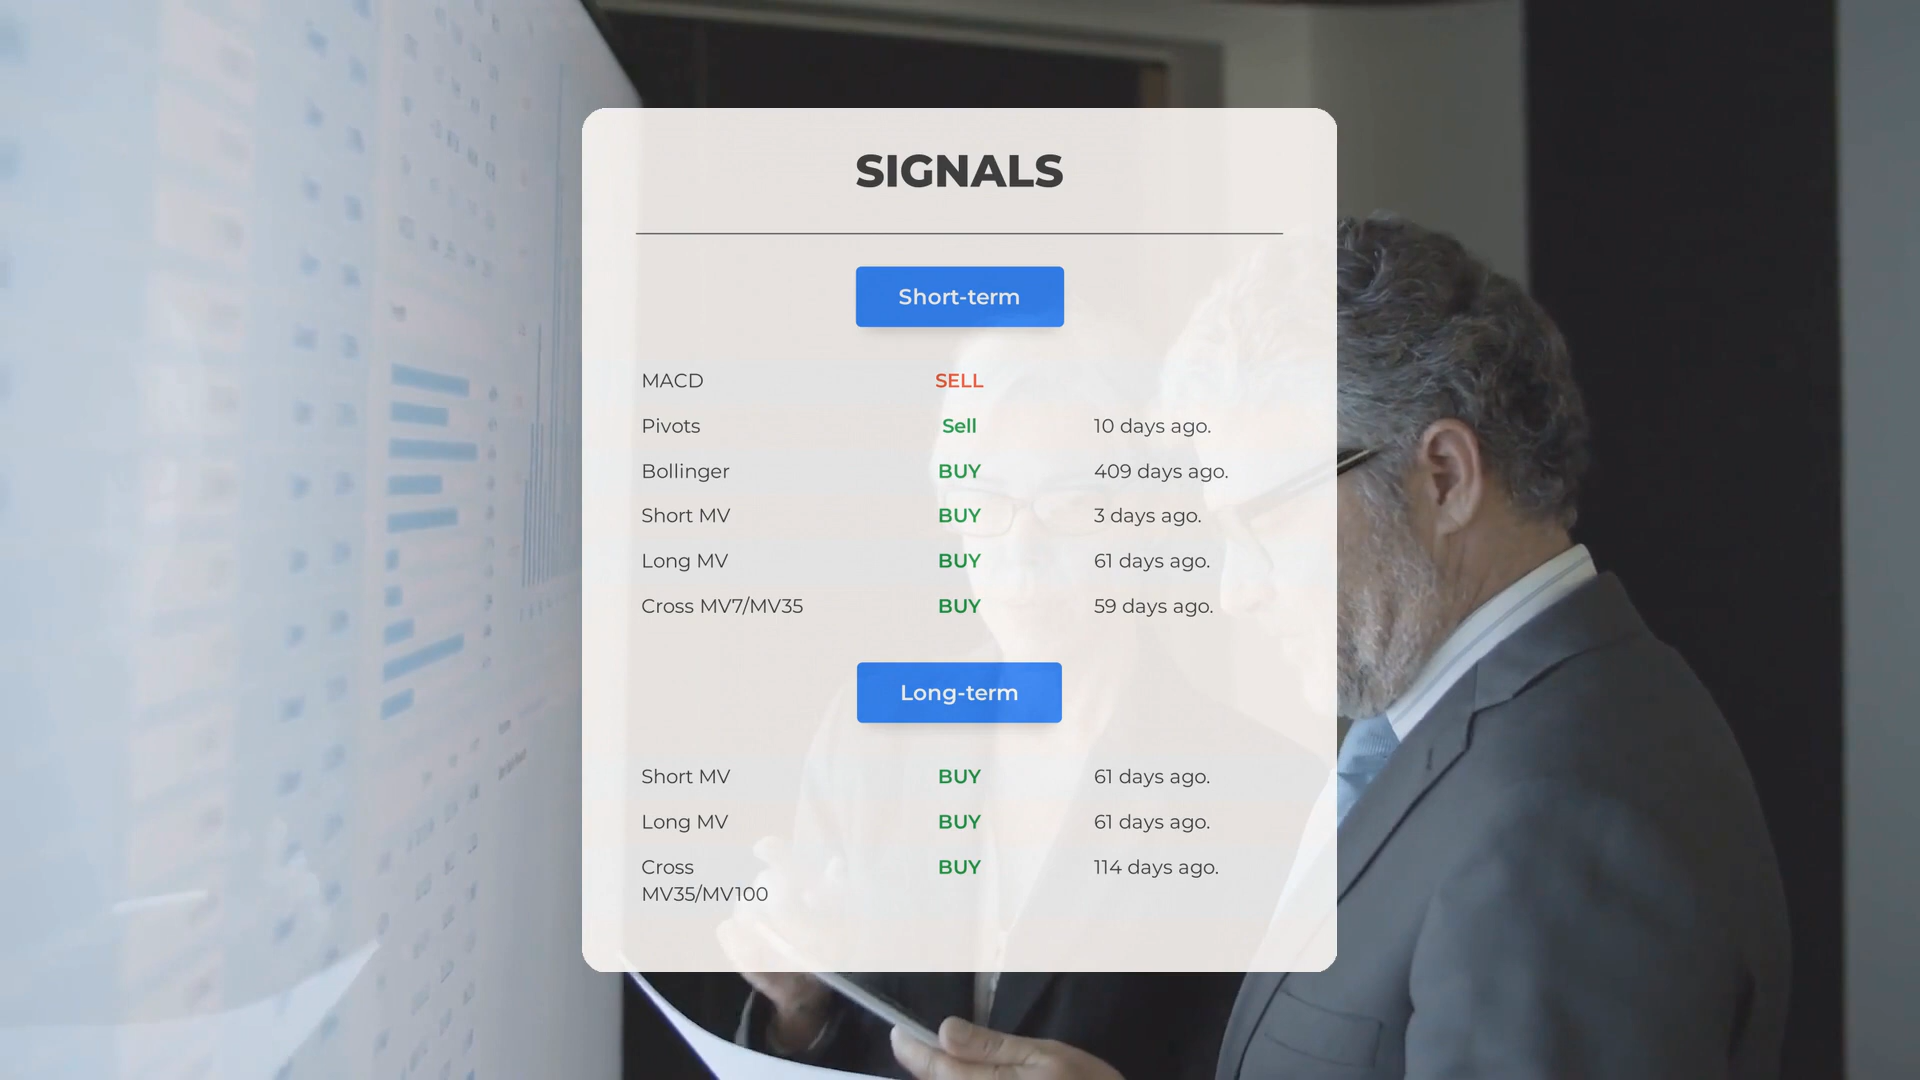 SIGNALS
Short-term
MACD SELL
Pivots Sell 10 days ago.
Bollinger BUY 409 days ago.
Short MV BUY 3 days ago.
Long MV BUY 61 days ago.
Cross MV7/MV35 BUY 59 days ago.
Long-term
Short MV BUY 61 days ago.
Long MV BUY 61 days ago.
Cross BUY 114 days ago.
MV35/MV100